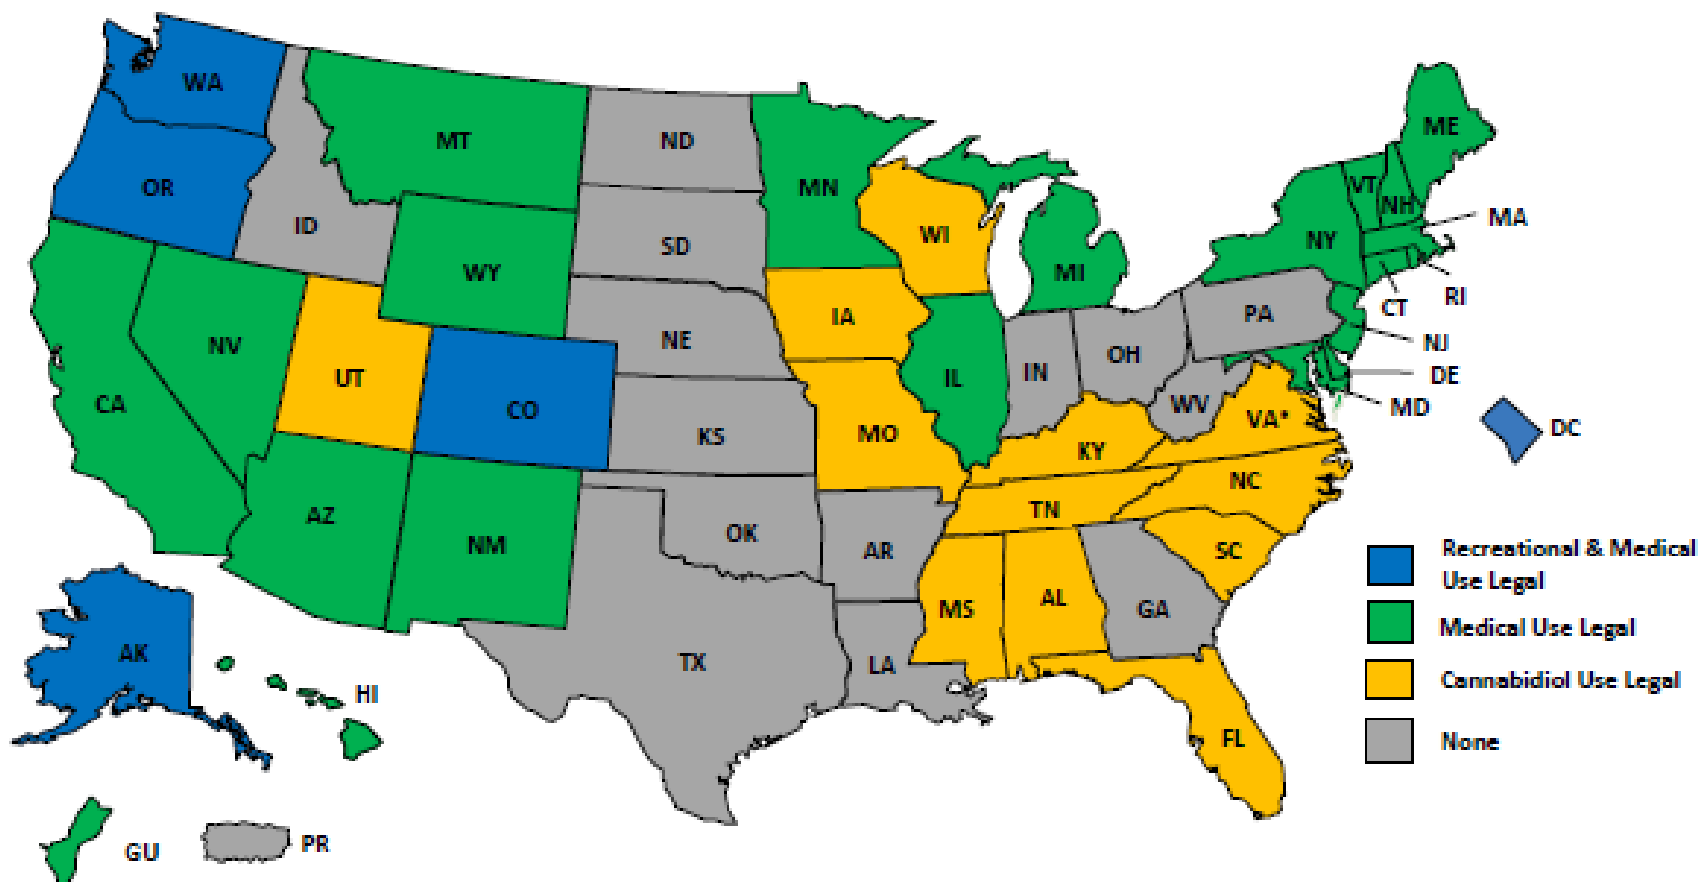 WA
MT
ND
MN
ME
OR
ID
SD
WI
VT
NH
MA
NY
WY
MI
RI
CT
NV
NE
IA
PA
NJ
OH
DE
UT
IN
IL
CA
CO
KS
MO
WV
VA*
MD
DC
KY
NC
AZ
NM
OK
AR
TN
SC
Recreational & Medical
Use Legal
MS
AL
GA
Medical Use Legal
AK
HI
TX
LA
Cannabidiol Use Legal
FL
None
GU
PR